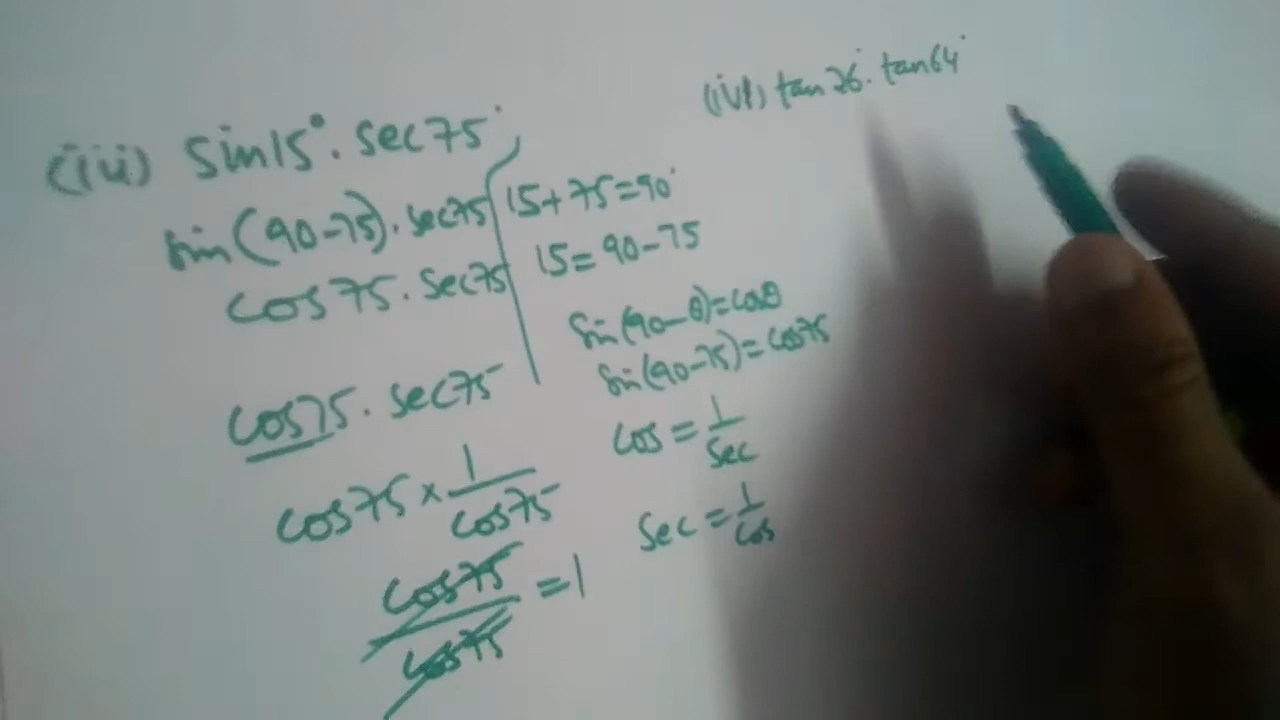 (iii) sin15°. sec75°
sin(90-75). sec75
cos75. sec75
cos75. sec75
cos75 × 1/cos75
cos75/cos75 = 1
15+75=90°
15=90-75
sin(90-θ)=cosθ
sin(90-75)=cos75
cos = 1/sec
sec = 1/cos
(iv) tan26°. tan64°